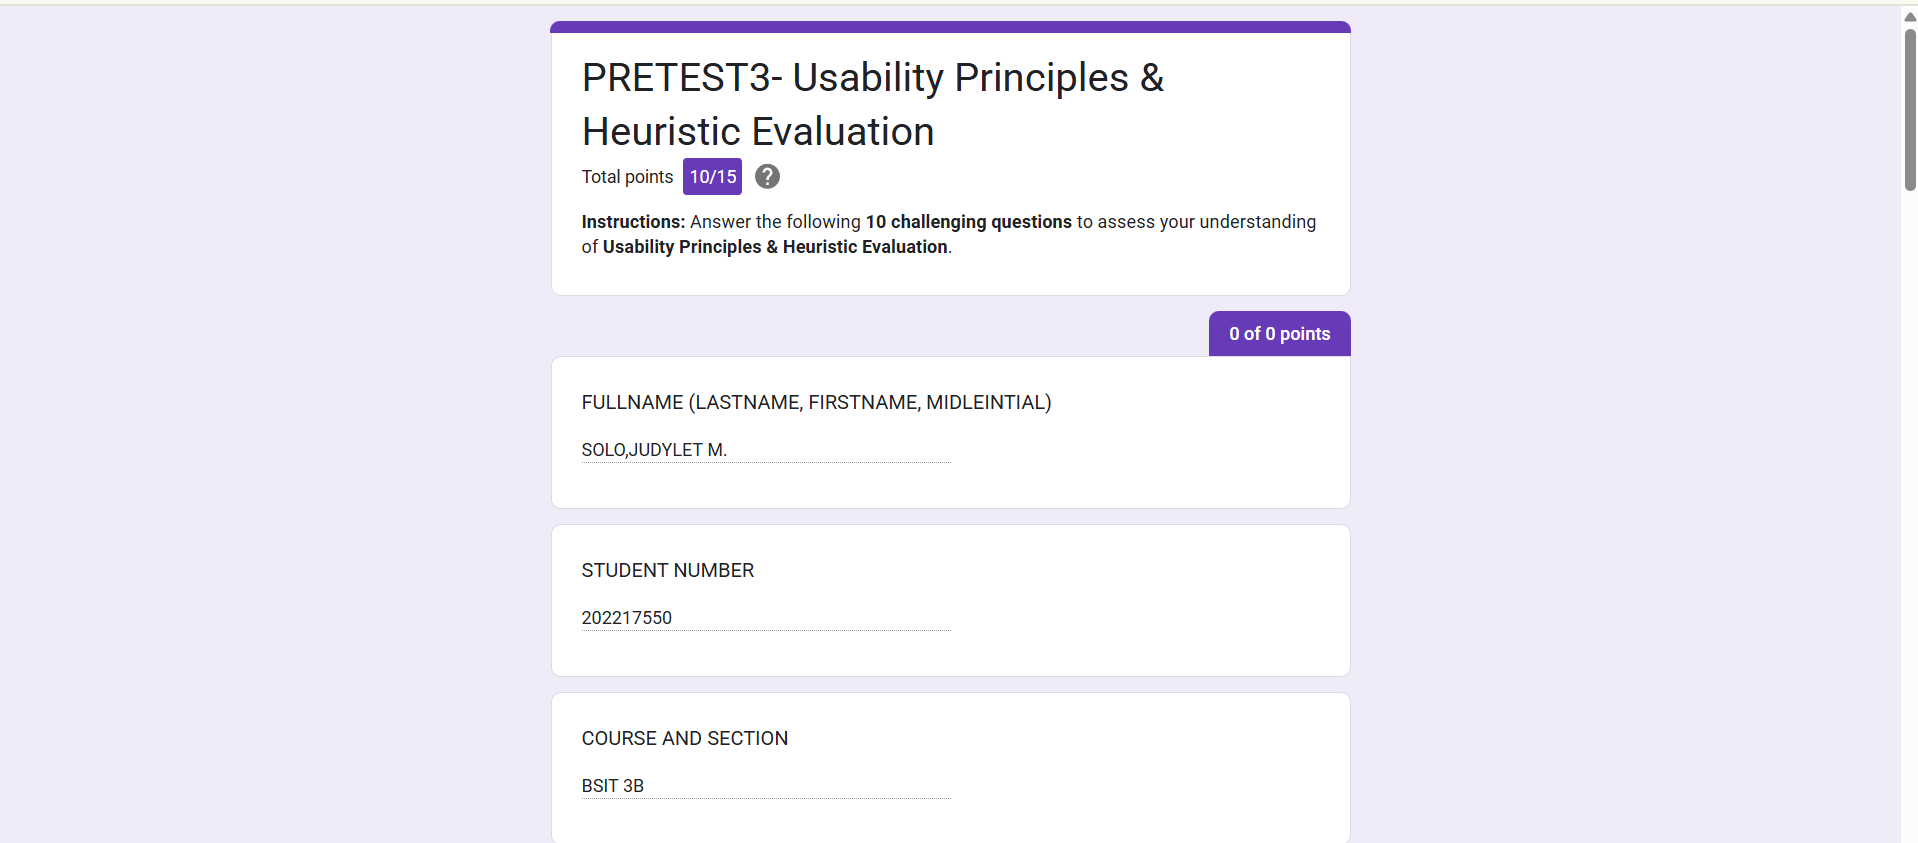 PRETEST3- Usability Principles &
Heuristic Evaluation
Total points 10/15 ?
Instructions: Answer the following 10 challenging questions to assess your understanding
of Usability Principles & Heuristic Evaluation.
0 of 0 points
FULLNAME (LASTNAME, FIRSTNAME, MIDLEINTIAL)
SOLO,JUDYLET M.
STUDENT NUMBER
202217550
COURSE AND SECTION
BSIT 3B